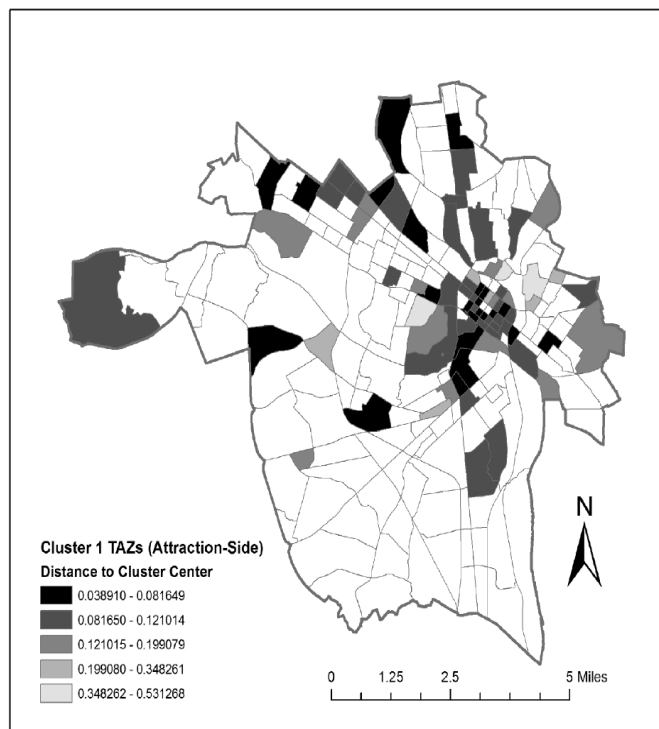 N
Cluster 1 TAZs (Attraction-Side)
Distance to Cluster Center
0.038910 - 0.081649
0.081650 - 0.121014
0.121015 - 0.199079
0.199080 - 0.348261
0.348262 - 0.531268
0 1.25 2.5 5 Miles